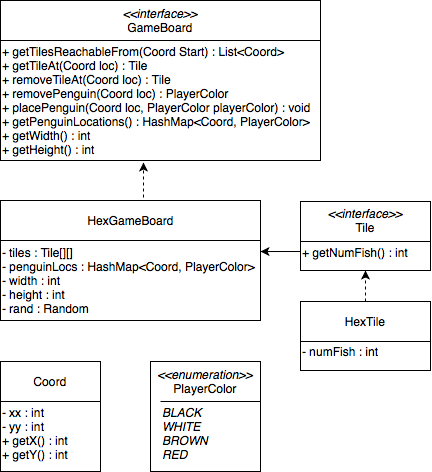 <<interface>>
GameBoard
+ getTilesReachableFrom(Coord Start) : List<Coord>
+ getTileAt(Coord loc) : Tile
+ removeTileAt(Coord loc) : Tile
+ removePenguin(Coord loc) : PlayerColor
+ placePenguin(Coord loc, PlayerColor playerColor) : void
+ getPenguinLocations() : HashMap<Coord, PlayerColor>
+ getWidth() : int
+ getHeight() : int
HexGameBoard
- tiles : Tile[][]
- penguinLocs : HashMap<Coord, PlayerColor>
- width : int
- height : int
- rand : Random
<<interface>>
Tile
+ getNumFish() : int
HexTile
- numFish : int
Coord
- xx : int
- yy : int
+ getX() : int
+ getY() : int
<<enumeration>>
PlayerColor
BLACK
WHITE
BROWN
RED